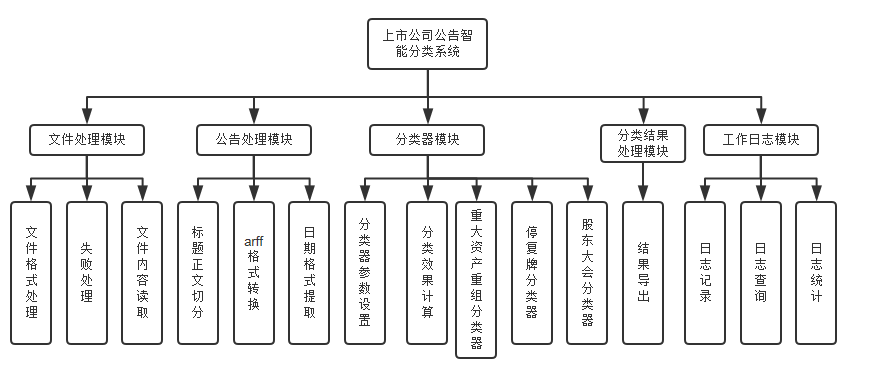 上市公司公告智
能分类系统
文件处理模块
公告处理模块
分类器模块
分类结果
处理模块
工作日志模块
文件格式处理
失败处理
文件内容读取
标题正文切分
arff
格式转换
日期格式提取
分类器参数设置
分类效果计算
重大资产重组分类器
停复牌分类器
股东大会分类器
结果导出
日志记录
日志查询
日志统计